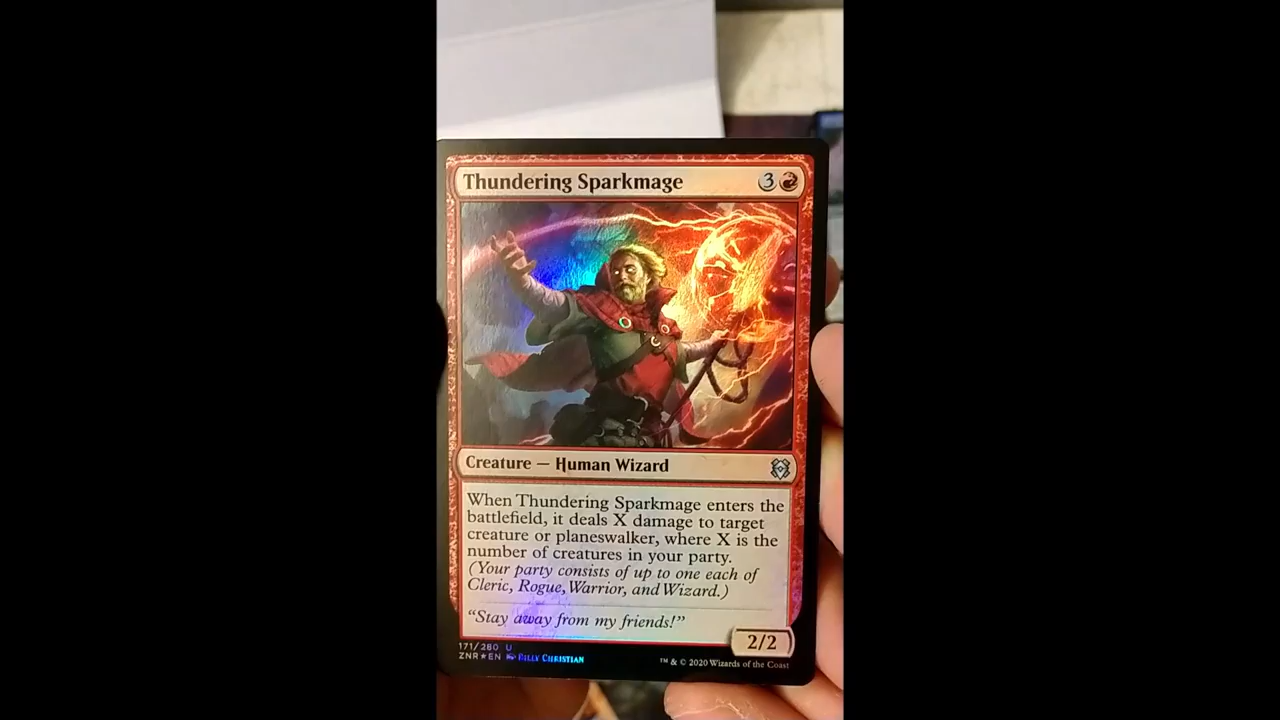 Thundering Sparkmage 3
Creature — Human Wizard
When Thundering Sparkmage enters the
battlefield, it deals X damage to target
creature or planeswalker, where X is the
number of creatures in your party.
(Your party consists of up to one each of
Cleric, Rogue, Warrior, and Wizard.)
"Stay away from my friends!"
2/2
171/280 U
ZNR★EN BILLY CHRISTIAN
™ & © 2020 Wizards of the Coast